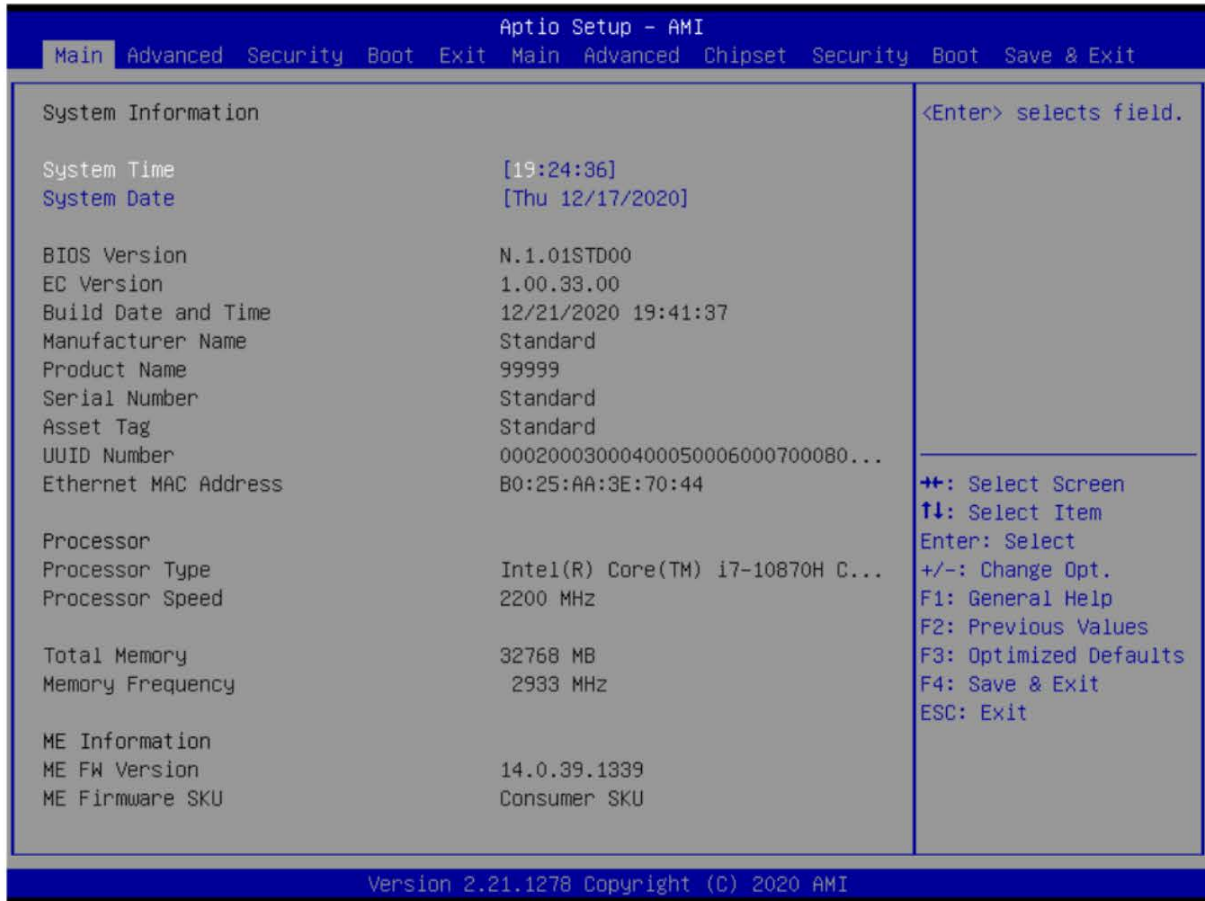 Aptio Setup – AMI
Main Advanced Security Boot Exit Main Advanced Chipset Security Boot Save & Exit
System Information
System Time [19:24:36]
System Date [Thu 12/17/2020]
BIOS Version N.1.01STD00
EC Version 1.00.33.00
Build Date and Time 12/21/2020 19:41:37
Manufacturer Name Standard
Product Name 99999
Serial Number Standard
Asset Tag Standard
UUID Number 0002000300040005000600070080...
Ethernet MAC Address B0:25:AA:3E:70:44
Processor
Processor Type Intel(R) Core(TM) i7-10870H C...
Processor Speed 2200 MHz
Total Memory 32768 MB
Memory Frequency 2933 MHz
ME Information
ME FW Version 14.0.39.1339
ME Firmware SKU Consumer SKU
<Enter> selects field.
→←: Select Screen
↑↓: Select Item
Enter: Select
+/-: Change Opt.
F1: General Help
F2: Previous Values
F3: Optimized Defaults
F4: Save & Exit
ESC: Exit
Version 2.21.1278 Copyright (C) 2020 AMI